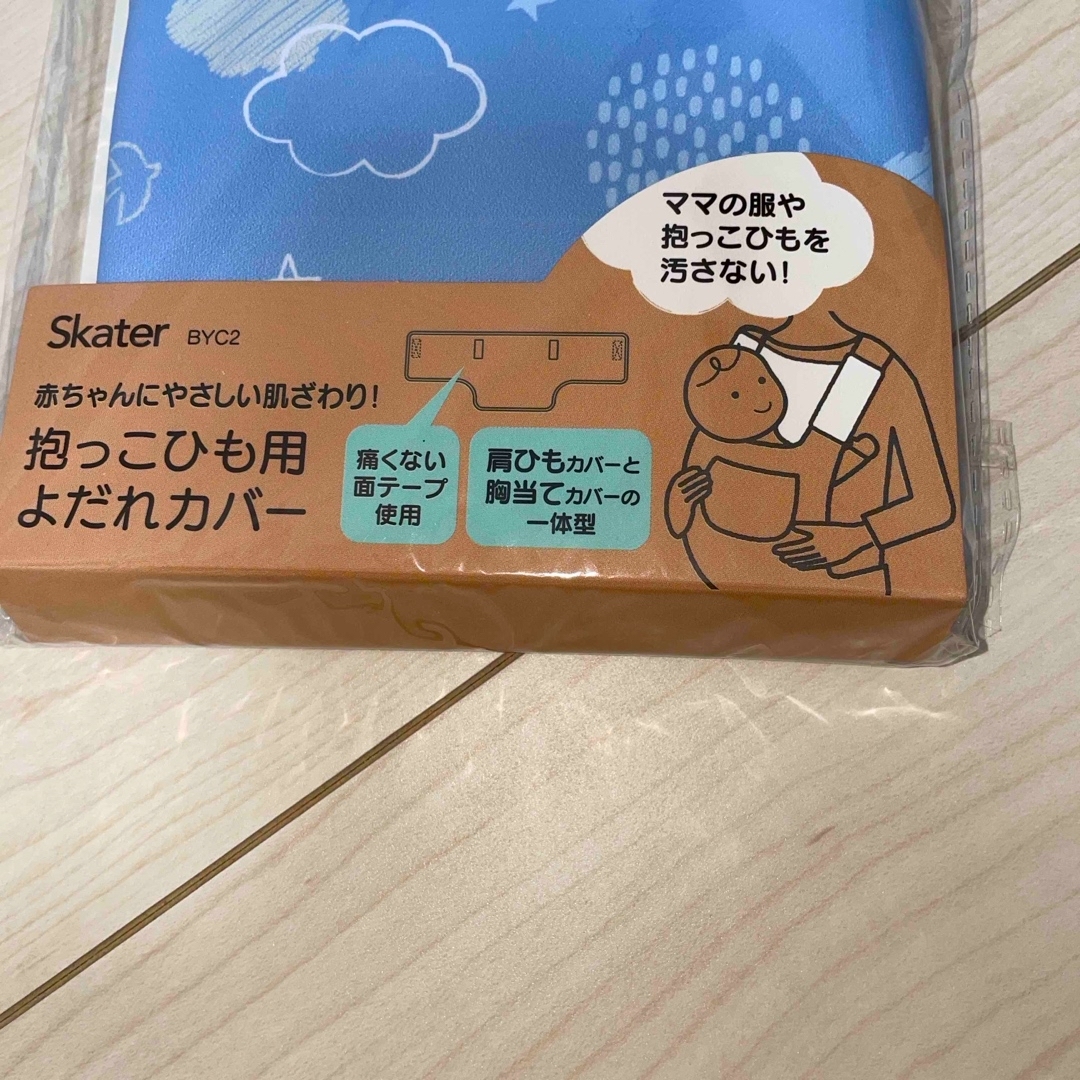 ママの服や
抱っこひもを
汚さない!
Skater BYC2
赤ちゃんにやさしい肌ざわり!
抱っこひも用
よだれカバー
痛くない
面テープ
使用
肩ひもカバーと
胸当てカバーの
一体型